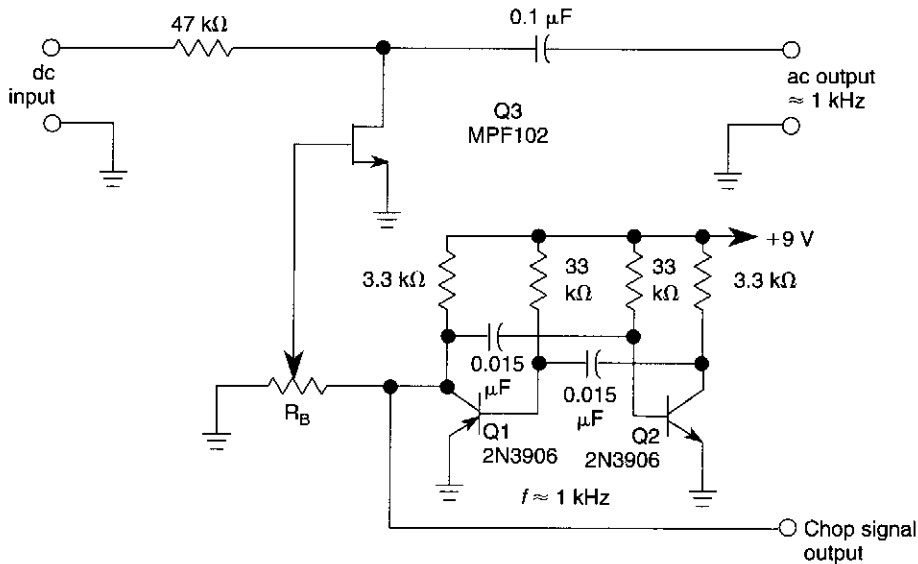 47 kΩ
0.1 µF
dc
input
ac output
≈ 1 kHz
Q3
MPF102
+9 V
3.3 kΩ
33
kΩ
33
kΩ
3.3 kΩ
0.015
µF
0.015
µF
R_B
Q1
2N3906
Q2
2N3906
f ≈ 1 kHz
Chop signal
output